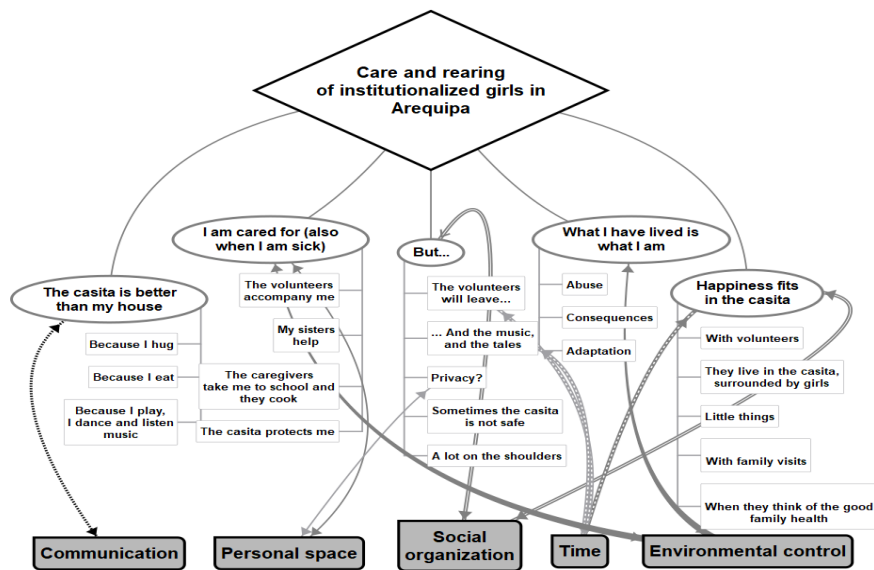 Care and rearing
of institutionalized girls in
Arequipa
The casita is better
than my house
Because I hug
Because I eat
Because I play,
I dance and listen
music
I am cared for (also
when I am sick)
The volunteers
accompany me
My sisters
help
The caregivers
take me to school and
they cook
The casita protects me
But...
The volunteers
will leave...
... And the music,
and the tales
Privacy?
Sometimes the casita
is not safe
A lot on the shoulders
What I have lived is
what I am
Abuse
Consequences
Adaptation
Happiness fits
in the casita
With volunteers
They live in the casita,
surrounded by girls
Little things
With family visits
When they think of the good
family health
Communication
Personal space
Social
organization
Time
Environmental control